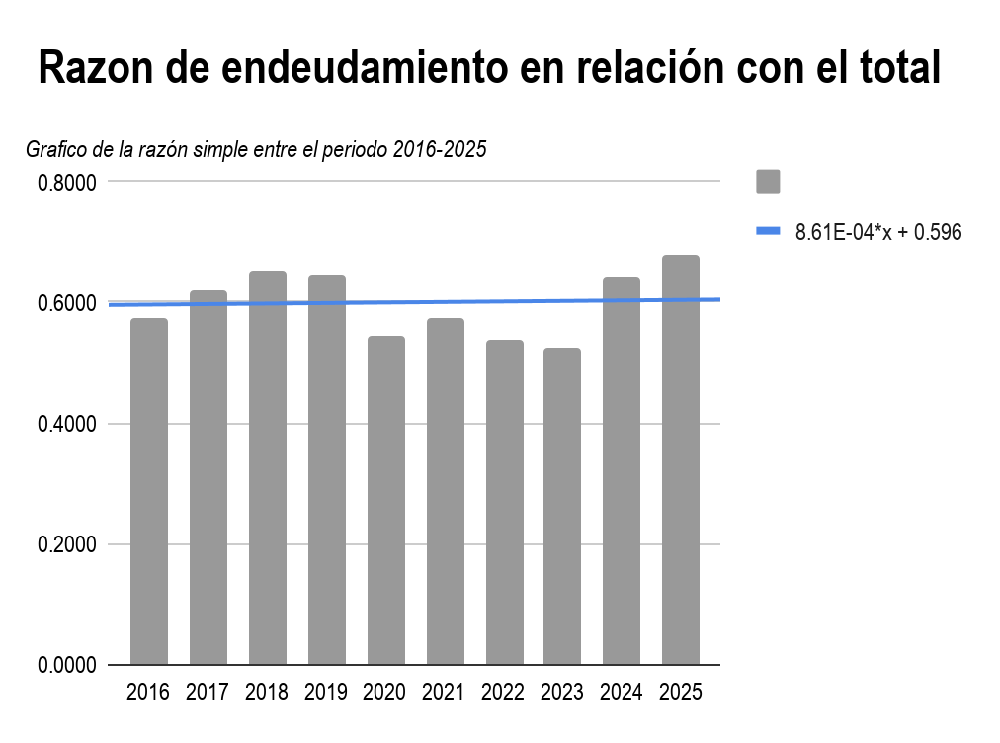 Razon de endeudamiento en relación con el total
Grafico de la razón simple entre el periodo 2016-2025
0.8000
8.61E-04*x + 0.596
0.6000
0.4000
0.2000
0.0000
2016 2017 2018 2019 2020 2021 2022 2023 2024 2025